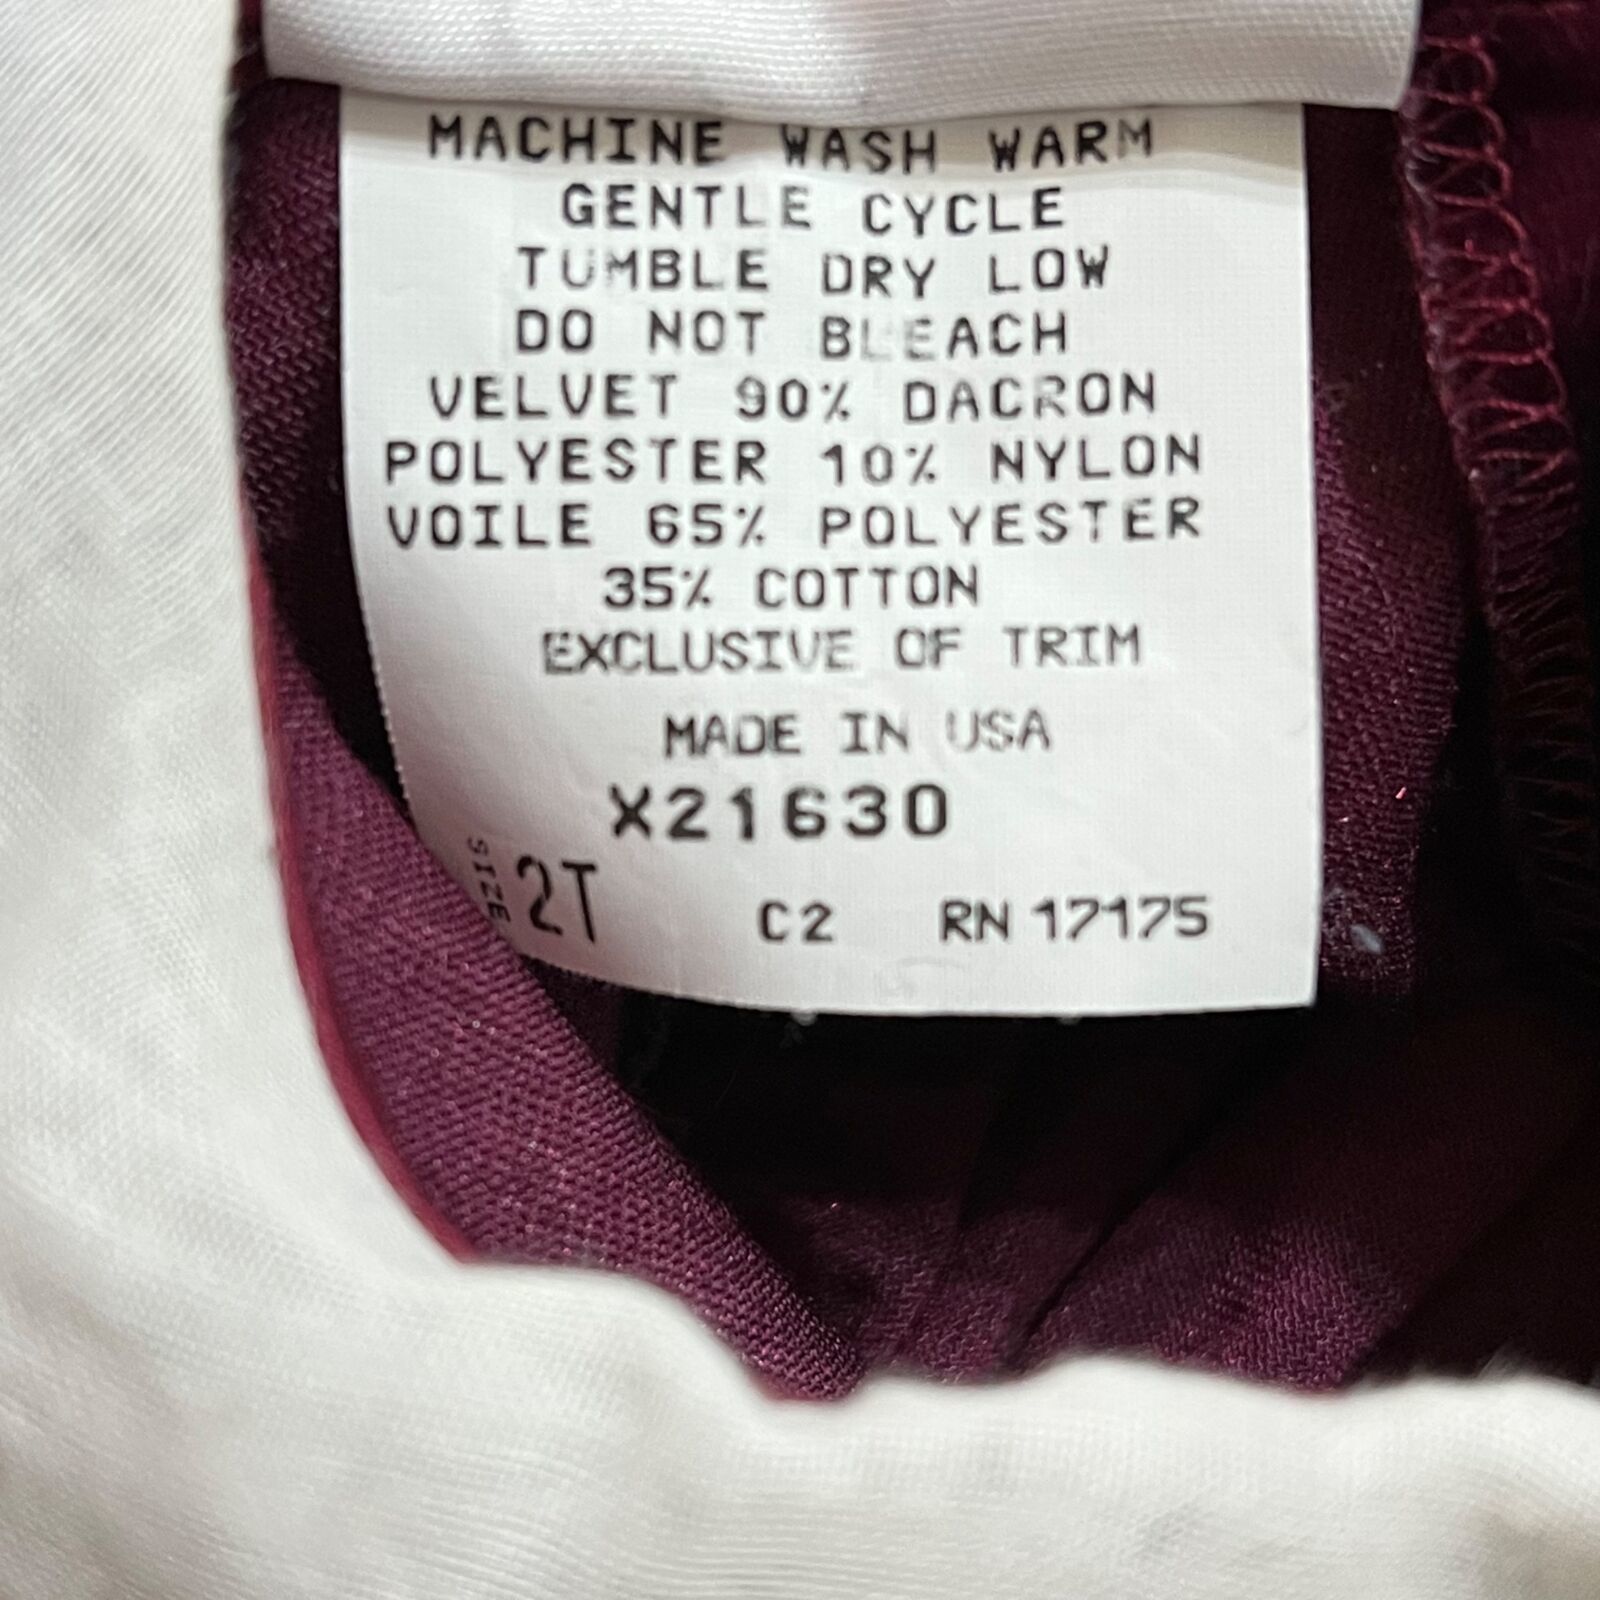 MACHINE WASH WARM
GENTLE CYCLE
TUMBLE DRY LOW
DO NOT BLEACH
VELVET 90% DACRON
POLYESTER 10% NYLON
VOILE 65% POLYESTER
35% COTTON
EXCLUSIVE OF TRIM
MADE IN USA
X21630
SIZE 2T C2 RN 17175